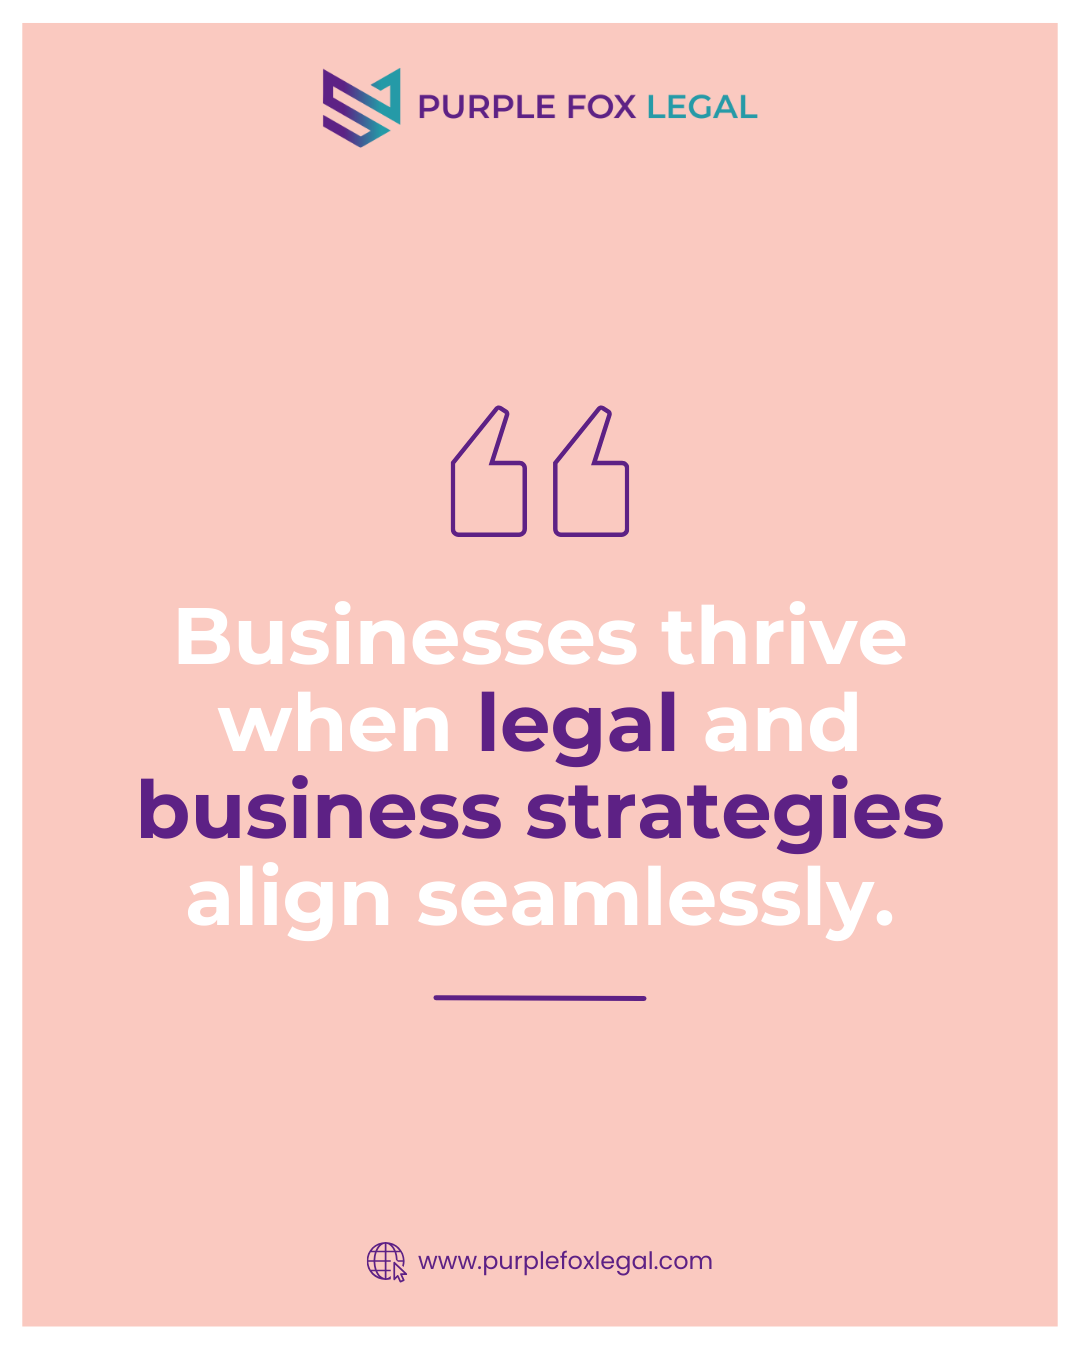 PURPLE FOX LEGAL
Businesses thrive
when legal and
business strategies
align seamlessly.
www.purplefoxlegal.com